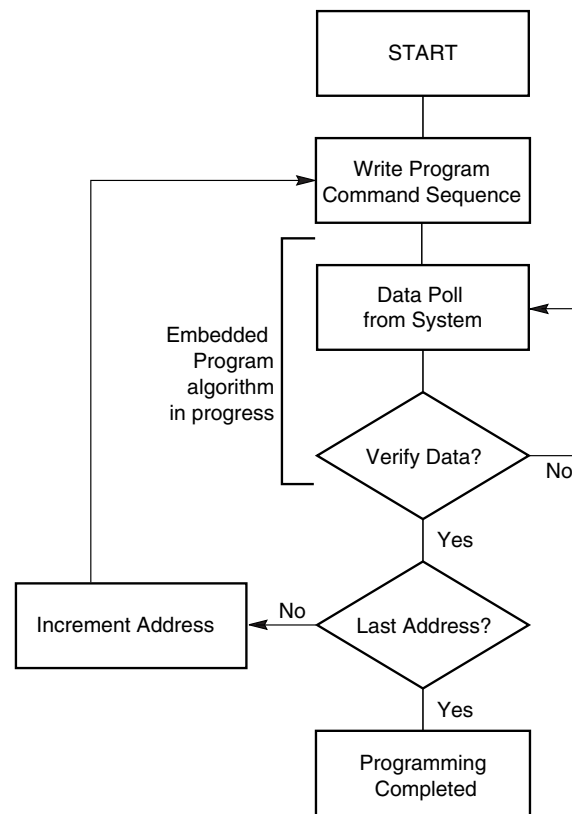 START
Write Program
Command Sequence
Data Poll
from System
Embedded
Program
algorithm
in progress
Verify Data?
No
Yes
Last Address?
No
Increment Address
Yes
Programming
Completed